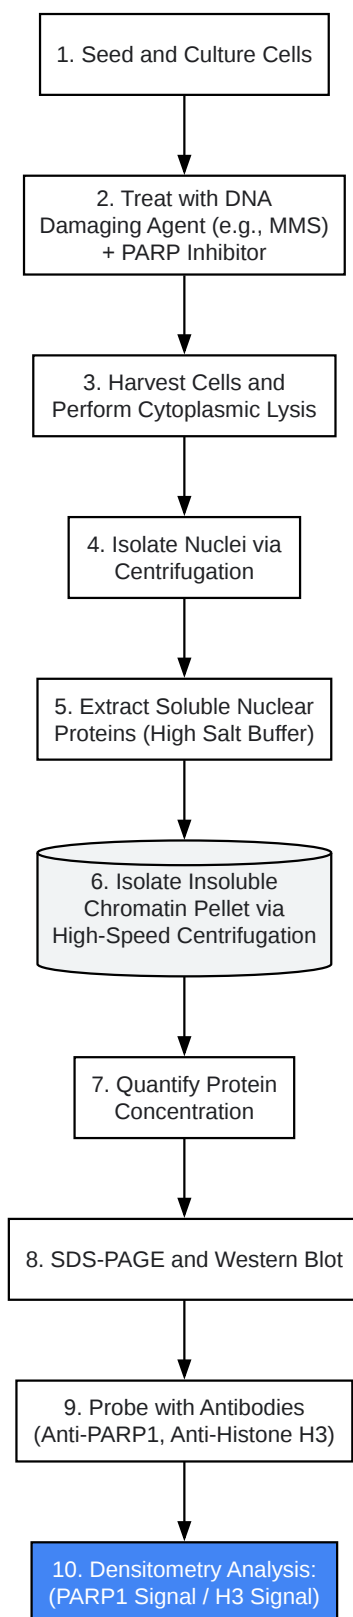 1. Seed and Culture Cells
2. Treat with DNA
Damaging Agent (e.g., MMS)
+ PARP Inhibitor
3. Harvest Cells and
Perform Cytoplasmic Lysis
4. Isolate Nuclei via
Centrifugation
5. Extract Soluble Nuclear
Proteins (High Salt Buffer)
6. Isolate Insoluble
Chromatin Pellet via
High-Speed Centrifugation
7. Quantify Protein
Concentration
8. SDS-PAGE and Western Blot
9. Probe with Antibodies
(Anti-PARP1, Anti-Histone H3)
10. Densitometry Analysis:
(PARP1 Signal / H3 Signal)